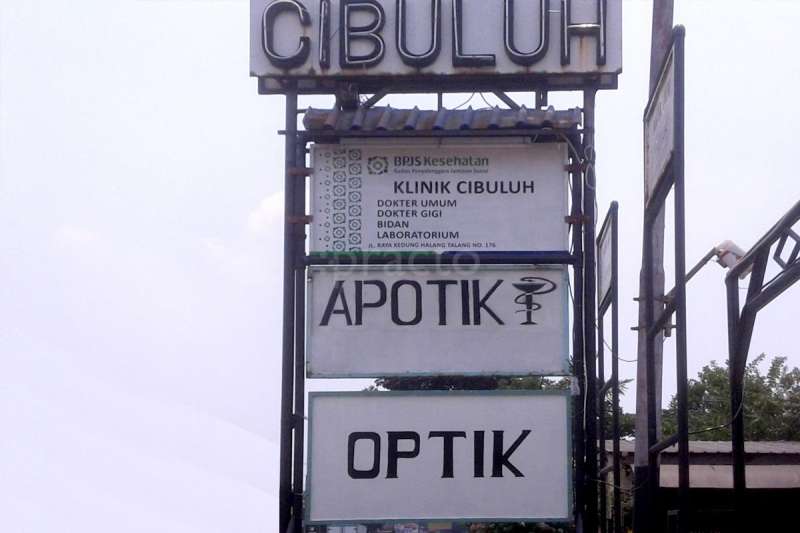 CIBULUH
BPJS Kesehatan
Badan Penyelenggara Jaminan Sosial
KLINIK CIBULUH
DOKTER UMUM
DOKTER GIGI
BIDAN
LABORATORIUM
JL. RAYA KEDUNG HALANG TALANG NO. 176
practo
APOTIK
OPTIK